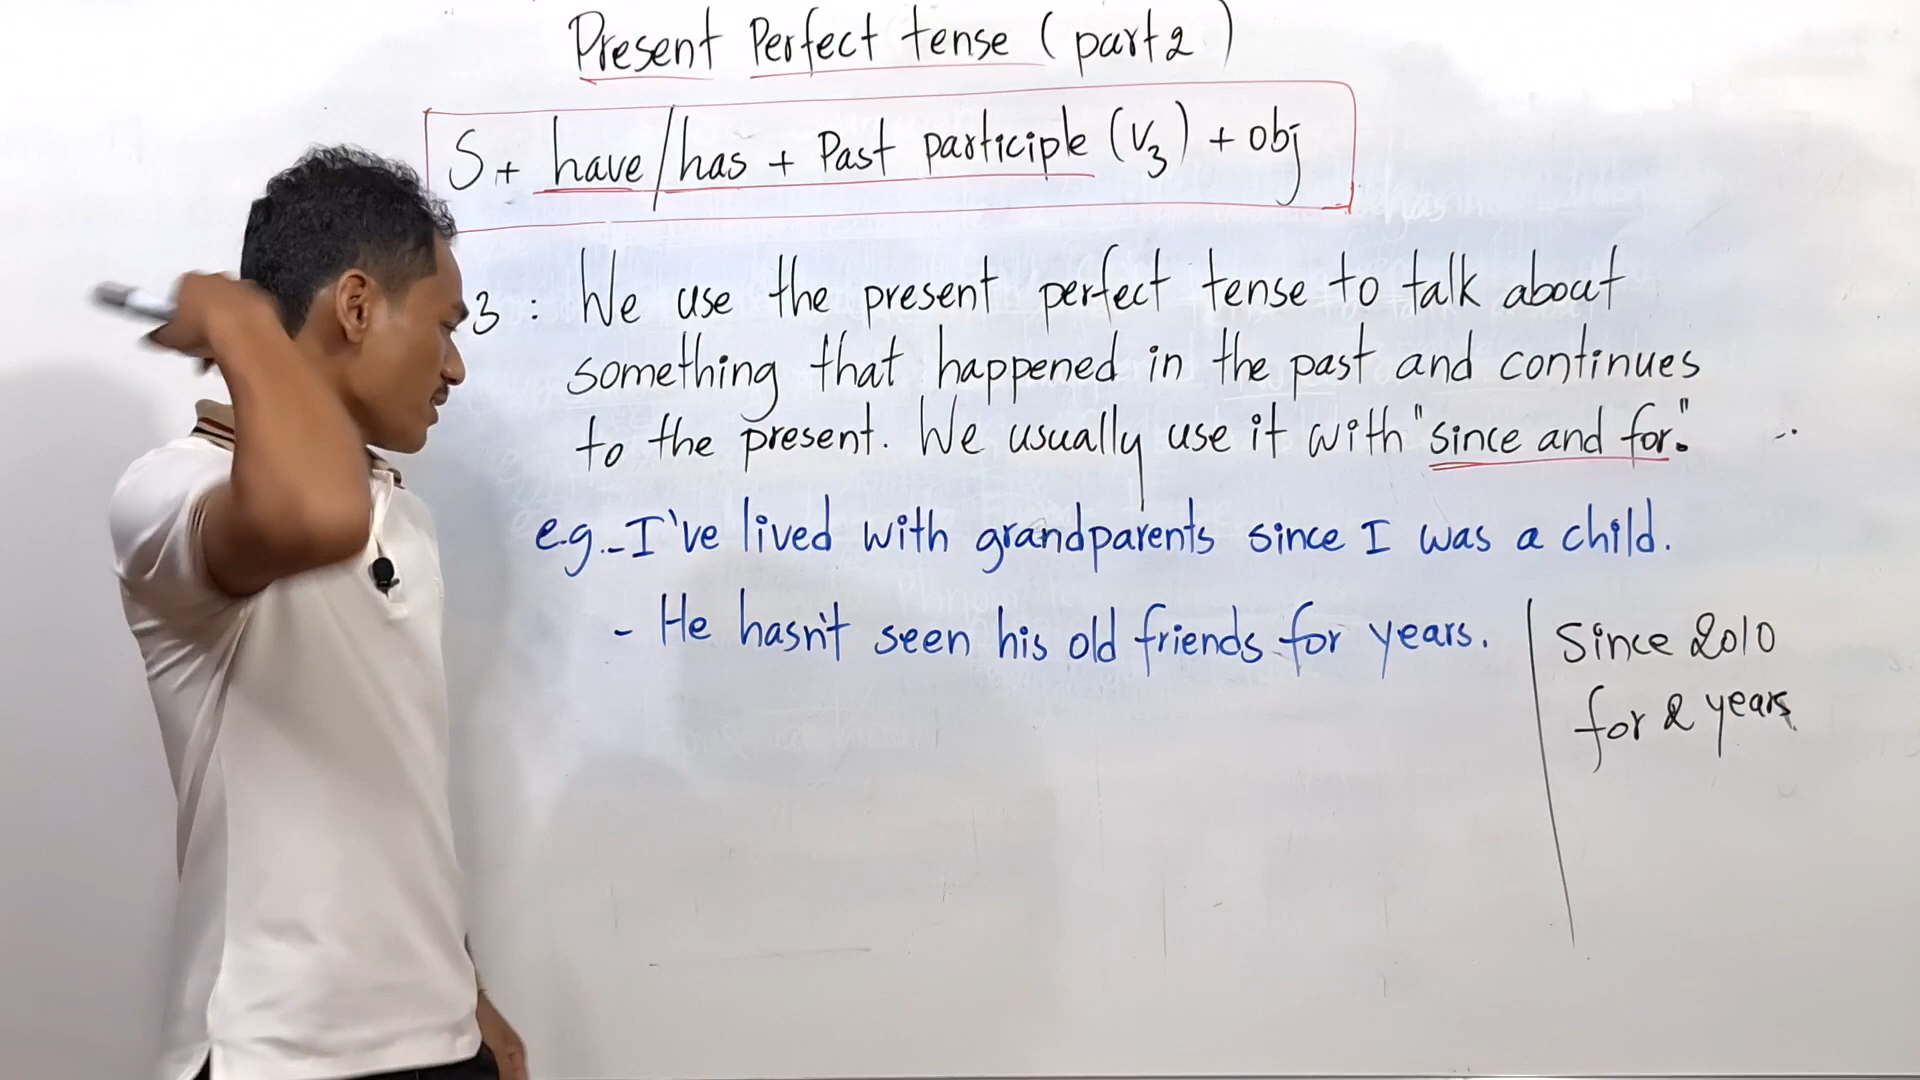 Present Perfect tense (part 2)
S + have/has + Past participle (V3) + obj
3 : We use the present perfect tense to talk about
something that happened in the past and continues
to the present. We usually use it with "since and for."
e.g. - I've lived with grandparents since I was a child.
- He hasn't seen his old friends for years.
Since 2010
for 2 years